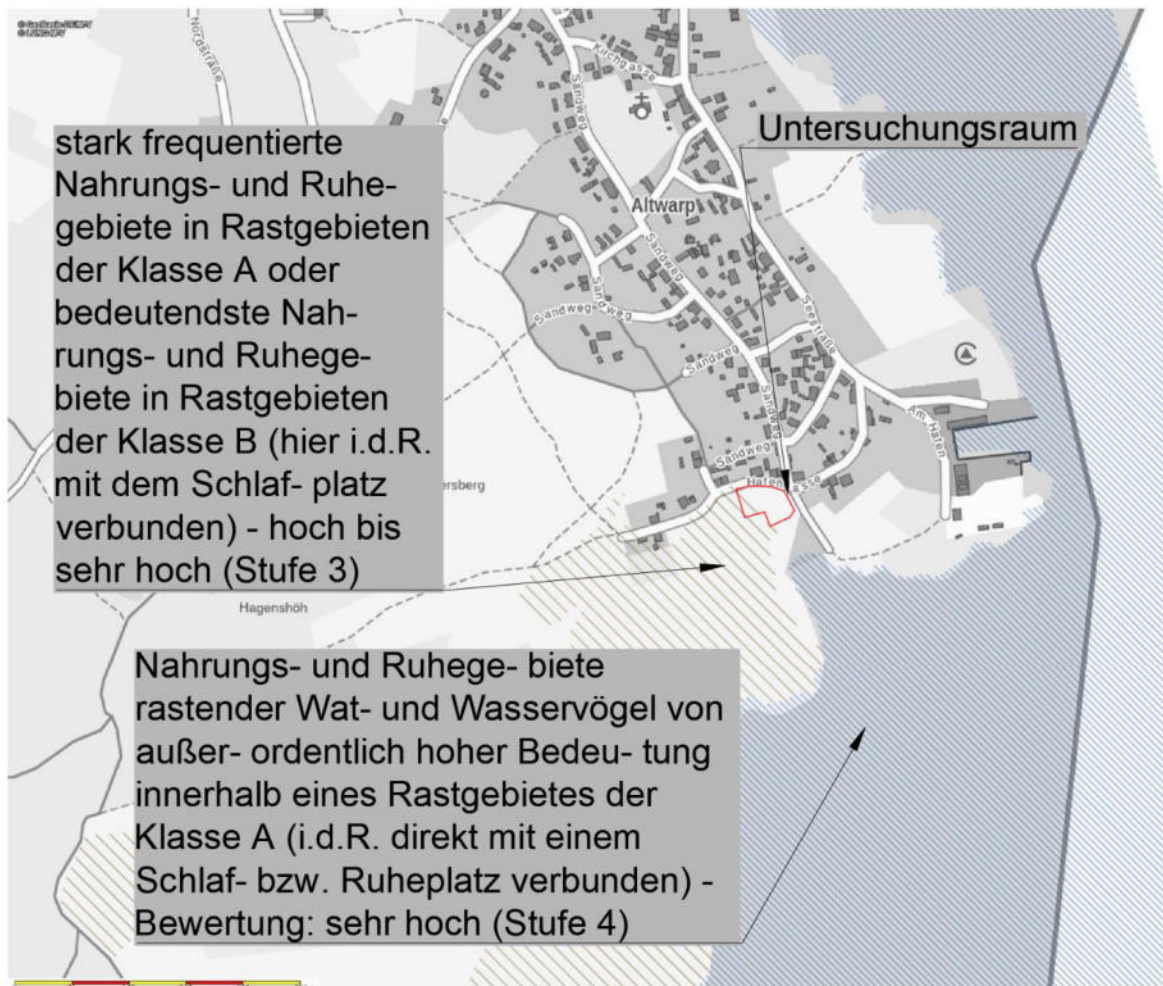 © GeoBasis-DE/M-V
© LUNG M-V
Nordstraße
Kirchgasse
Sandweg
stark frequentierte
Nahrungs- und Ruhe-
gebiete in Rastgebieten
der Klasse A oder
bedeutendste Nah-
rungs- und Ruhege-
biete in Rastgebieten
der Klasse B (hier i.d.R.
mit dem Schlaf- platz
verbunden) - hoch bis
sehr hoch (Stufe 3)
Untersuchungsraum
Altwarp
Sandweg
Sandweg
Sandweg
Seestraße
Sandweg
Sandweg
Am Hafen
Sandweg
ersberg
Hafengasse
Hagenshöh
Nahrungs- und Ruhege- biete
rastender Wat- und Wasservögel von
außer- ordentlich hoher Bedeu- tung
innerhalb eines Rastgebietes der
Klasse A (i.d.R. direkt mit einem
Schlaf- bzw. Ruheplatz verbunden) -
Bewertung: sehr hoch (Stufe 4)